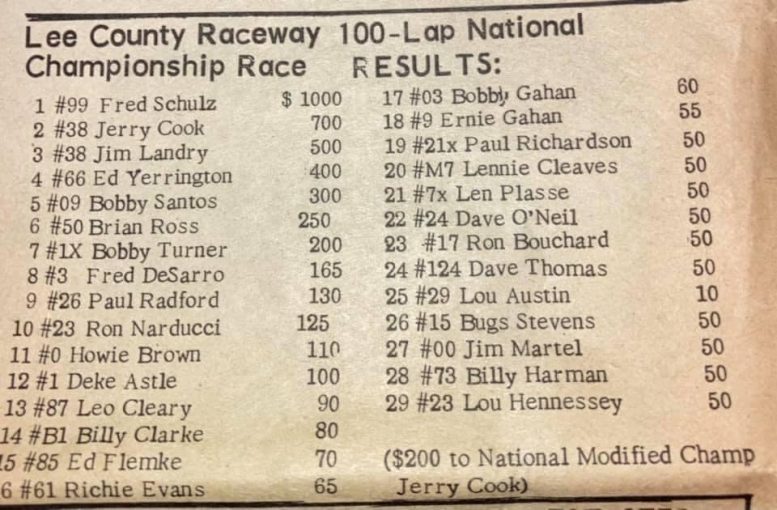 Lee County Raceway 100-Lap National
Championship Race RESULTS:
1 #99 Fred Schulz $ 1000
2 #38 Jerry Cook 700
3 #38 Jim Landry 500
4 #66 Ed Yerrington 400
5 #09 Bobby Santos 300
6 #50 Brian Ross 250
7 #1X Bobby Turner 200
8 #3 Fred DeSarro 165
9 #26 Paul Radford 130
10 #23 Ron Narducci 125
11 #0 Howie Brown 110
12 #1 Deke Astle 100
13 #87 Leo Cleary 90
14 #B1 Billy Clarke 80
15 #85 Ed Flemke 70
6 #61 Richie Evans 65
17 #03 Bobby Gahan 60
18 #9 Ernie Gahan 55
19 #21x Paul Richardson 50
20 #M7 Lennie Cleaves 50
21 #7x Len Plasse 50
22 #24 Dave O'Neil 50
23 #17 Ron Bouchard 50
24 #124 Dave Thomas 50
25 #29 Lou Austin 10
26 #15 Bugs Stevens 50
27 #00 Jim Martel 50
28 #73 Billy Harman 50
29 #23 Lou Hennessey 50
($200 to National Modified Champ
Jerry Cook)